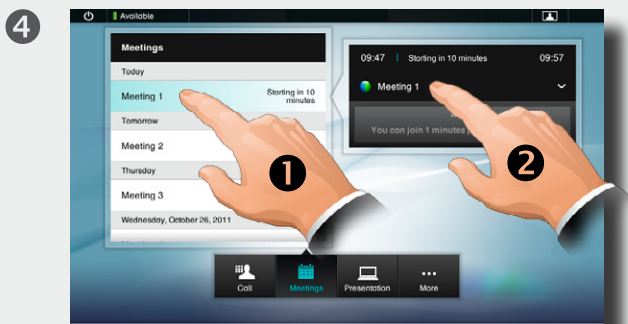 4
Available
Meetings
Today
Meeting 1
Starting in 10
minutes
Tomorrow
Meeting 2
Thursday
Meeting 3
Wednesday, October 26, 2011
09:47 | Starting in 10 minutes 09:57
Meeting 1
You can join 1 minutes
1
2
Call
Meetings
Presentation
More